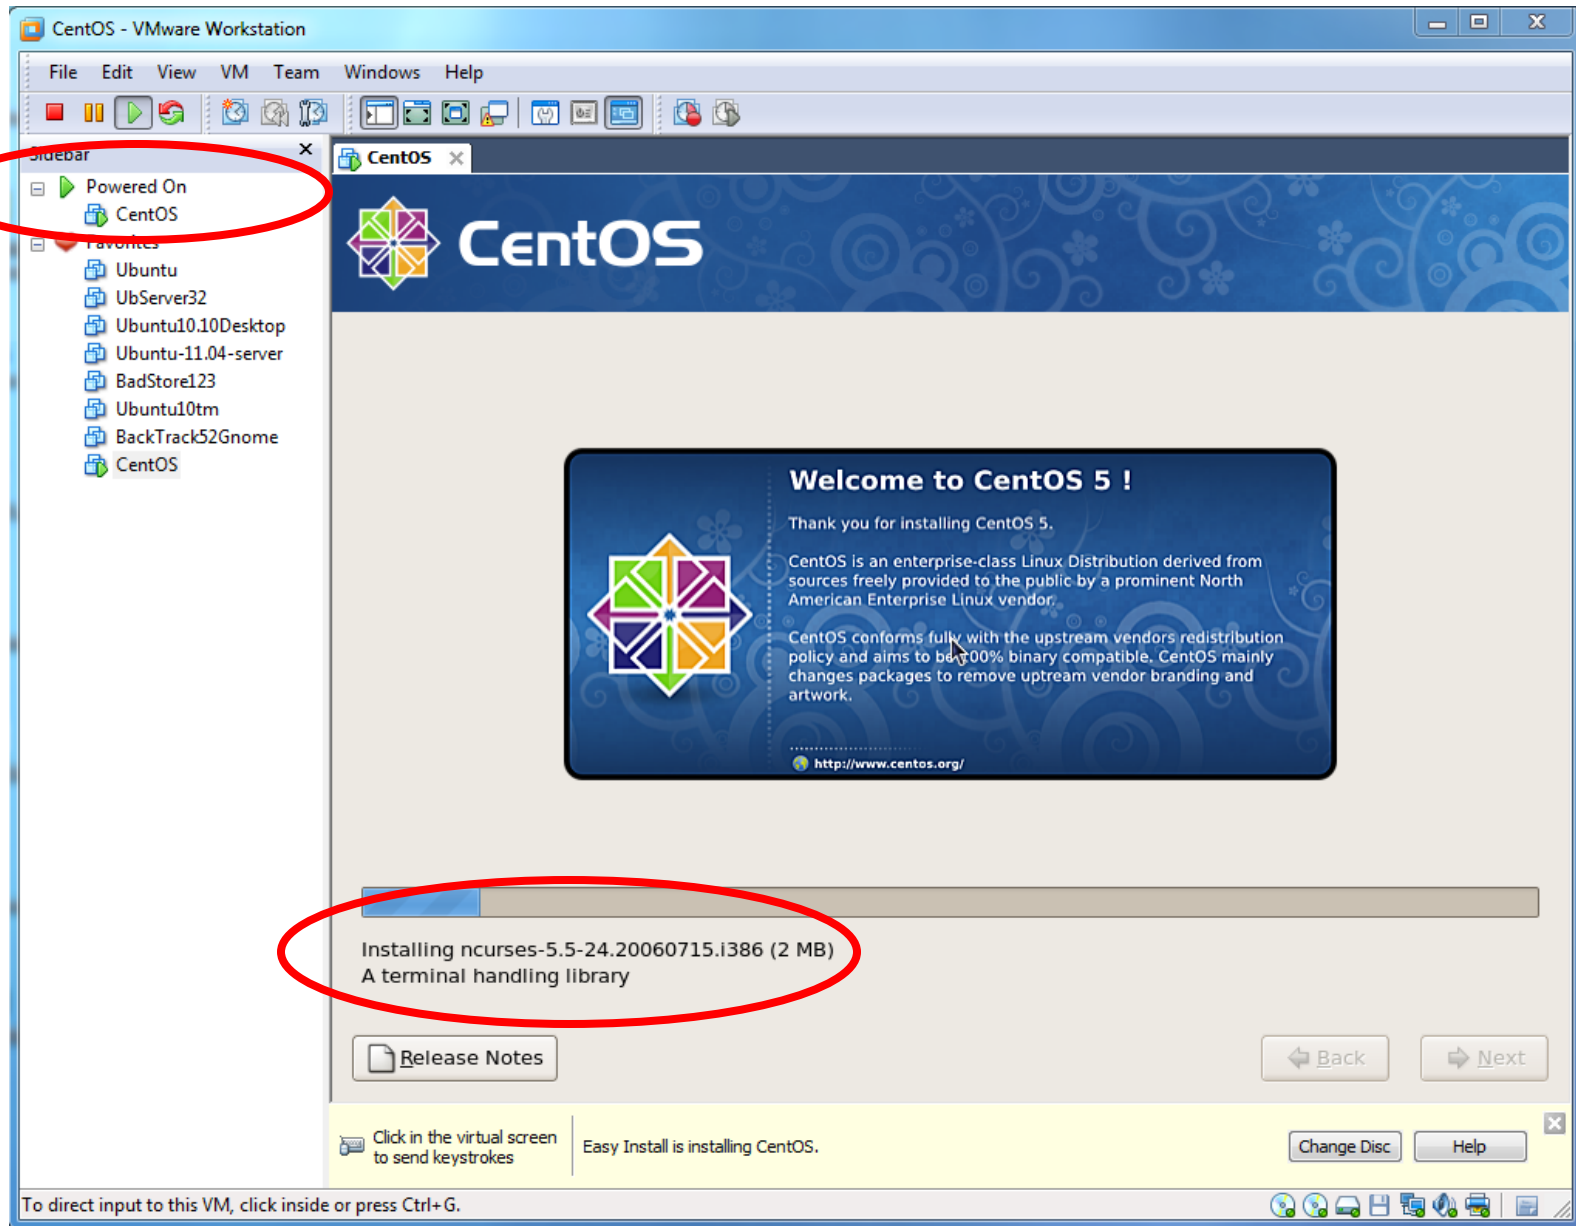 CentOS - VMware Workstation
File Edit View VM Team Windows Help
Sidebar
Powered On
CentOS
Favorites
Ubuntu
UbServer32
Ubuntu10.10Desktop
Ubuntu-11.04-server
BadStore123
Ubuntu10tm
BackTrack52Gnome
CentOS
CentOS
CentOS
Welcome to CentOS 5 !
Thank you for installing CentOS 5.
CentOS is an enterprise-class Linux Distribution derived from
sources freely provided to the public by a prominent North
American Enterprise Linux vendor.
CentOS conforms fully with the upstream vendors redistribution
policy and aims to be 100% binary compatible. CentOS mainly
changes packages to remove uptream vendor branding and
artwork.
http://www.centos.org/
Installing ncurses-5.5-24.20060715.i386 (2 MB)
A terminal handling library
Release Notes
Back
Next
Click in the virtual screen
to send keystrokes
Easy Install is installing CentOS.
Change Disc
Help
To direct input to this VM, click inside or press Ctrl+G.